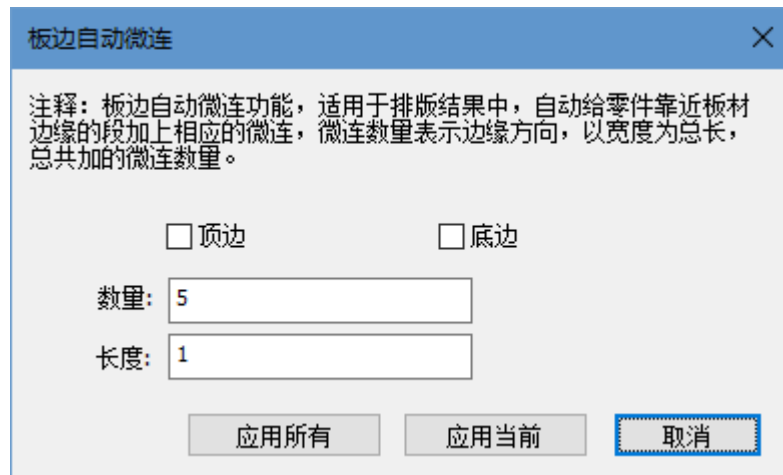 板边自动微连
注释：板边自动微连功能，适用于排版结果中，自动给零件靠近板材
边缘的段加上相应的微连，微连数量表示边缘方向，以宽度为总长，
总共加的微连数量。
顶边 底边
数量: 5
长度: 1
应用所有 应用当前 取消